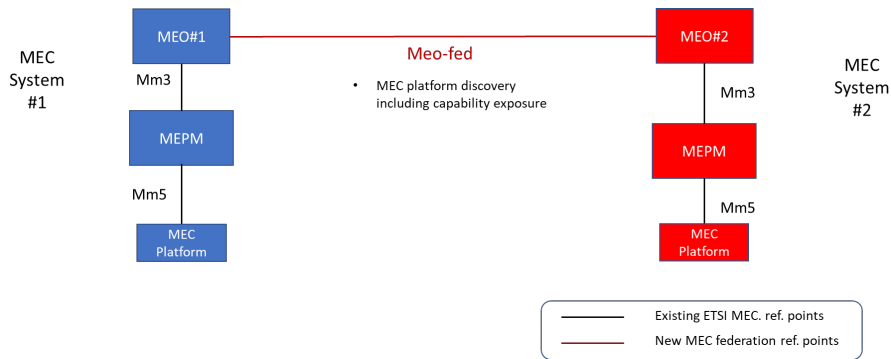 MEO#1
MEO#2
Meo-fed
MEC
System
#1
MEC
System
#2
Mm3
Mm3
• MEC platform discovery
including capability exposure
MEPM
MEPM
Mm5
Mm5
MEC
Platform
MEC
Platform
Existing ETSI MEC. ref. points
New MEC federation ref. points